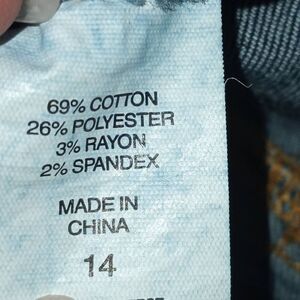 69% COTTON
26% POLYESTER
3% RAYON
2% SPANDEX
MADE IN
CHINA
14